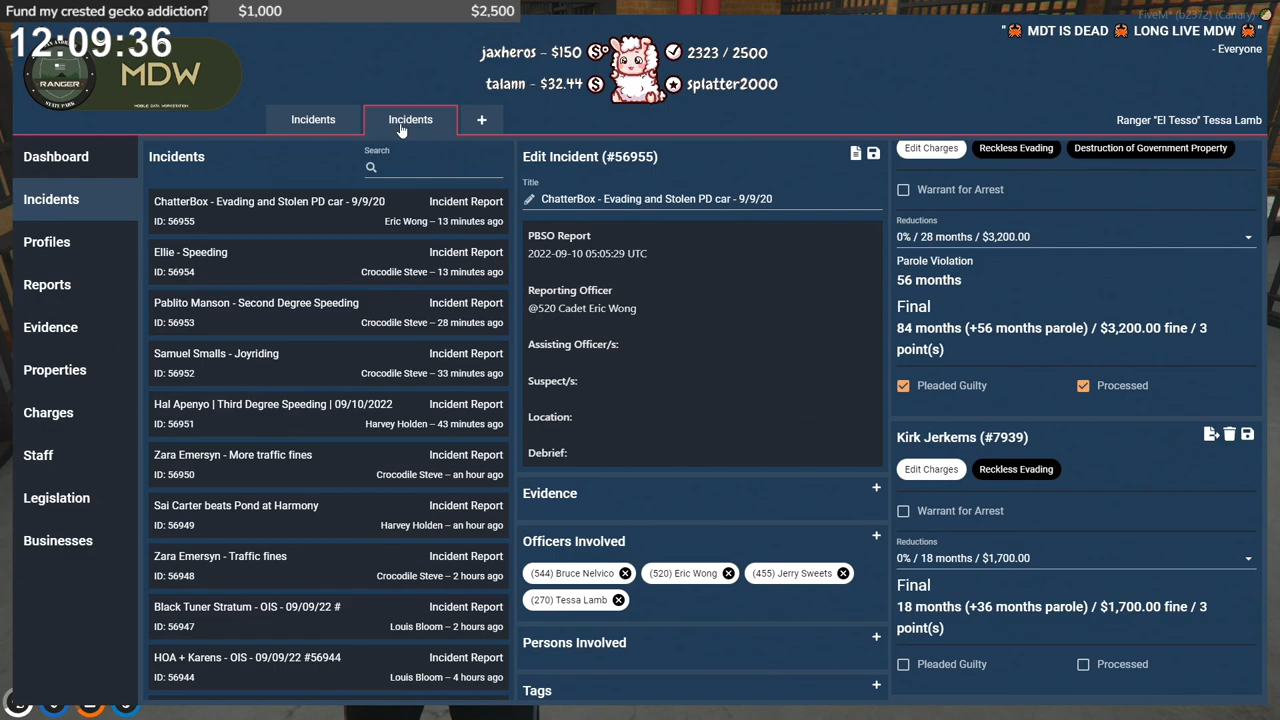 Fund my crested gecko addiction?
$1,000
$2,500
FiveM* (b2372) (Canary)
12:09:36
RANGER
STATE PARK
MDW
MOBILE DATA WORKSTATION
jaxheros - $150
2323 / 2500
talann - $32.44
splatter2000
" 🦀 MDT IS DEAD 🦀 LONG LIVE MDW 🦀 "
- Everyone
Incidents
Incidents
+
Ranger "El Tesso" Tessa Lamb
Dashboard
Incidents
Profiles
Reports
Evidence
Properties
Charges
Staff
Legislation
Businesses
Incidents
Search
ChatterBox - Evading and Stolen PD car - 9/9/20
Incident Report
ID: 56955
Eric Wong – 13 minutes ago
Ellie - Speeding
Incident Report
ID: 56954
Crocodile Steve – 13 minutes ago
Pablito Manson - Second Degree Speeding
Incident Report
ID: 56953
Crocodile Steve – 28 minutes ago
Samuel Smalls - Joyriding
Incident Report
ID: 56952
Crocodile Steve – 33 minutes ago
Hal Apenyo | Third Degree Speeding | 09/10/2022
Incident Report
ID: 56951
Harvey Holden – 43 minutes ago
Zara Emersyn - More traffic fines
Incident Report
ID: 56950
Crocodile Steve – an hour ago
Sai Carter beats Pond at Harmony
Incident Report
ID: 56949
Harvey Holden – an hour ago
Zara Emersyn - Traffic fines
Incident Report
ID: 56948
Crocodile Steve – 2 hours ago
Black Tuner Stratum - OIS - 09/09/22 #
Incident Report
ID: 56947
Louis Bloom – 2 hours ago
HOA + Karens - OIS - 09/09/22 #56944
Incident Report
ID: 56944
Louis Bloom – 4 hours ago
Edit Incident (#56955)
Title
ChatterBox - Evading and Stolen PD car - 9/9/20
PBSO Report
2022-09-10 05:05:29 UTC
Reporting Officer
@520 Cadet Eric Wong
Assisting Officer/s:
Suspect/s:
Location:
Debrief:
Evidence
+
Officers Involved
+
(544) Bruce Nelvico
(520) Eric Wong
(455) Jerry Sweets
(270) Tessa Lamb
Persons Involved
+
Tags
+
Edit Charges
Reckless Evading
Destruction of Government Property
Warrant for Arrest
Reductions
0% / 28 months / $3,200.00
Parole Violation
56 months
Final
84 months (+56 months parole) / $3,200.00 fine / 3
point(s)
Pleaded Guilty
Processed
Kirk Jerkems (#7939)
Edit Charges
Reckless Evading
Warrant for Arrest
Reductions
0% / 18 months / $1,700.00
Final
18 months (+36 months parole) / $1,700.00 fine / 3
point(s)
Pleaded Guilty
Processed